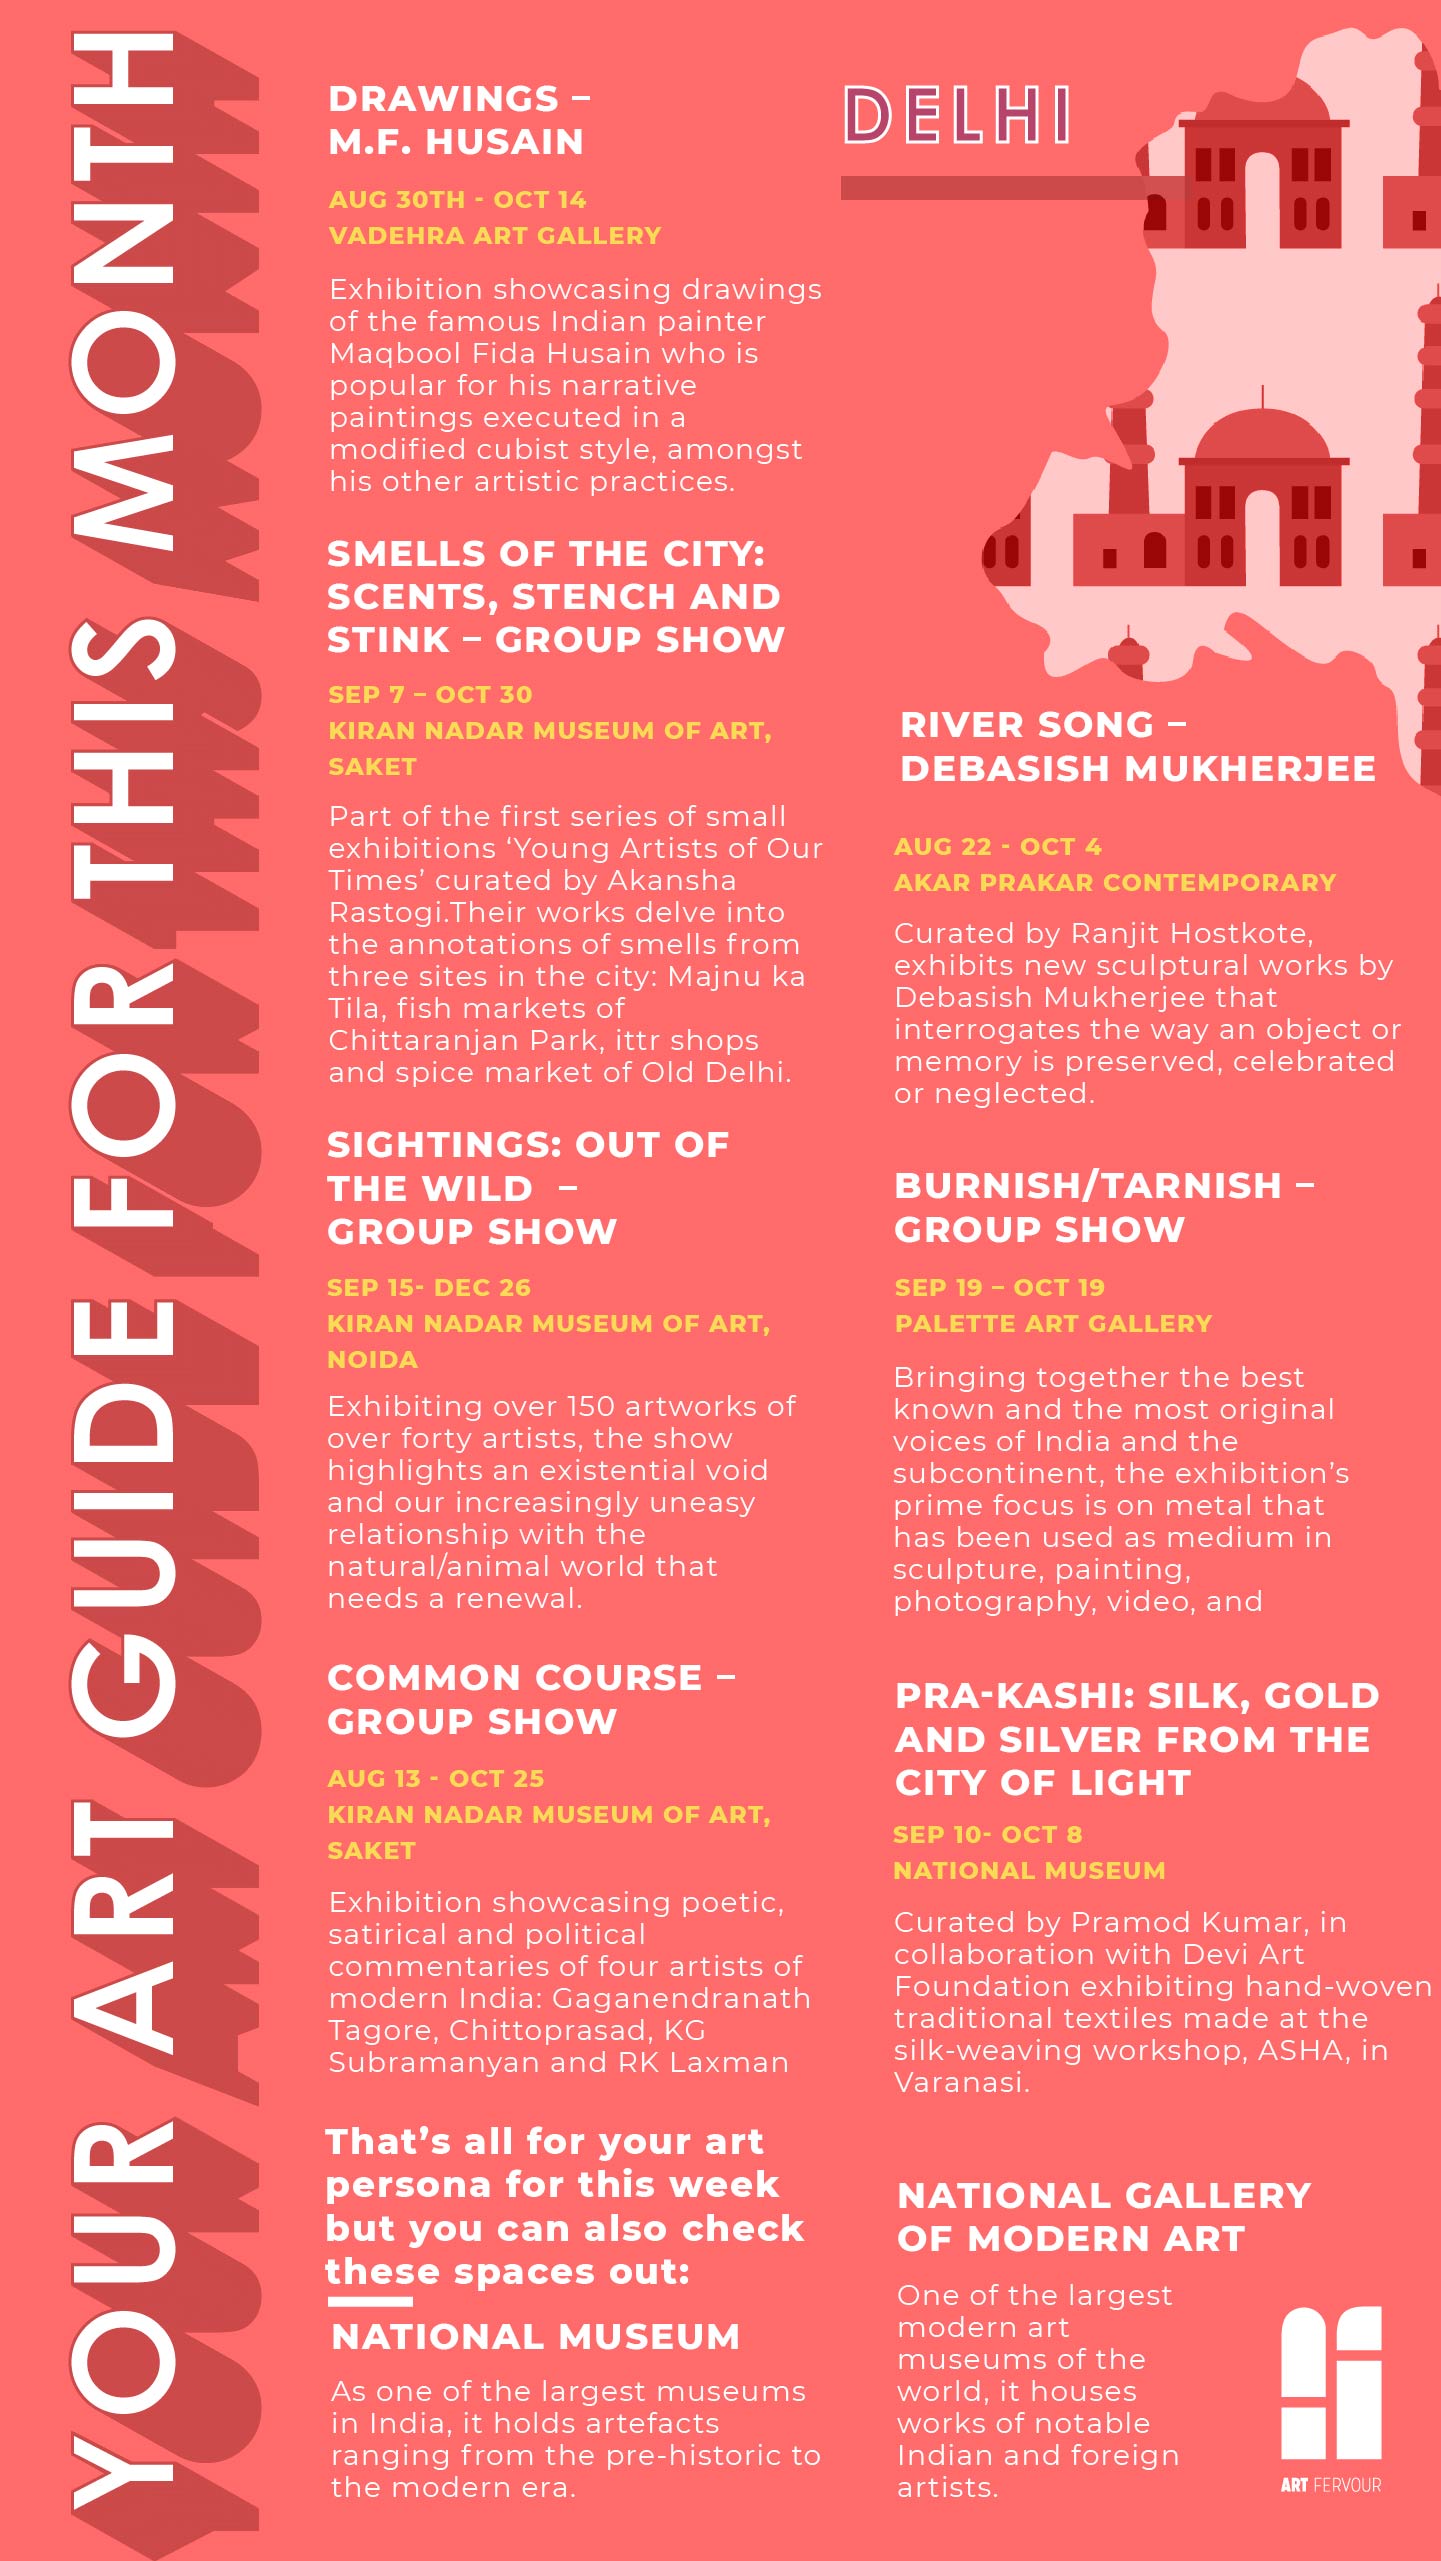 YOUR ART GUIDE FOR THIS MONTH
DELHI
DRAWINGS –
M.F. HUSAIN
AUG 30TH - OCT 14
VADEHRA ART GALLERY
Exhibition showcasing drawings
of the famous Indian painter
Maqbool Fida Husain who is
popular for his narrative
paintings executed in a
modified cubist style, amongst
his other artistic practices.
SMELLS OF THE CITY:
SCENTS, STENCH AND
STINK – GROUP SHOW
SEP 7 – OCT 30
KIRAN NADAR MUSEUM OF ART,
SAKET
Part of the first series of small
exhibitions ‘Young Artists of Our
Times’ curated by Akansha
Rastogi.Their works delve into
the annotations of smells from
three sites in the city: Majnu ka
Tila, fish markets of
Chittaranjan Park, ittr shops
and spice market of Old Delhi.
SIGHTINGS: OUT OF
THE WILD –
GROUP SHOW
SEP 15- DEC 26
KIRAN NADAR MUSEUM OF ART,
NOIDA
Exhibiting over 150 artworks of
over forty artists, the show
highlights an existential void
and our increasingly uneasy
relationship with the
natural/animal world that
needs a renewal.
COMMON COURSE –
GROUP SHOW
AUG 13 - OCT 25
KIRAN NADAR MUSEUM OF ART,
SAKET
Exhibition showcasing poetic,
satirical and political
commentaries of four artists of
modern India: Gaganendranath
Tagore, Chittoprasad, KG
Subramanyan and RK Laxman
RIVER SONG –
DEBASISH MUKHERJEE
AUG 22 - OCT 4
AKAR PRAKAR CONTEMPORARY
Curated by Ranjit Hostkote,
exhibits new sculptural works by
Debasish Mukherjee that
interrogates the way an object or
memory is preserved, celebrated
or neglected.
BURNISH/TARNISH –
GROUP SHOW
SEP 19 – OCT 19
PALETTE ART GALLERY
Bringing together the best
known and the most original
voices of India and the
subcontinent, the exhibition’s
prime focus is on metal that
has been used as medium in
sculpture, painting,
photography, video, and
PRA-KASHI: SILK, GOLD
AND SILVER FROM THE
CITY OF LIGHT
SEP 10- OCT 8
NATIONAL MUSEUM
Curated by Pramod Kumar, in
collaboration with Devi Art
Foundation exhibiting hand-woven
traditional textiles made at the
silk-weaving workshop, ASHA, in
Varanasi.
That’s all for your art
persona for this week
but you can also check
these spaces out:
NATIONAL MUSEUM
As one of the largest museums
in India, it holds artefacts
ranging from the pre-historic to
the modern era.
NATIONAL GALLERY
OF MODERN ART
One of the largest
modern art
museums of the
world, it houses
works of notable
Indian and foreign
artists.
ART FERVOUR